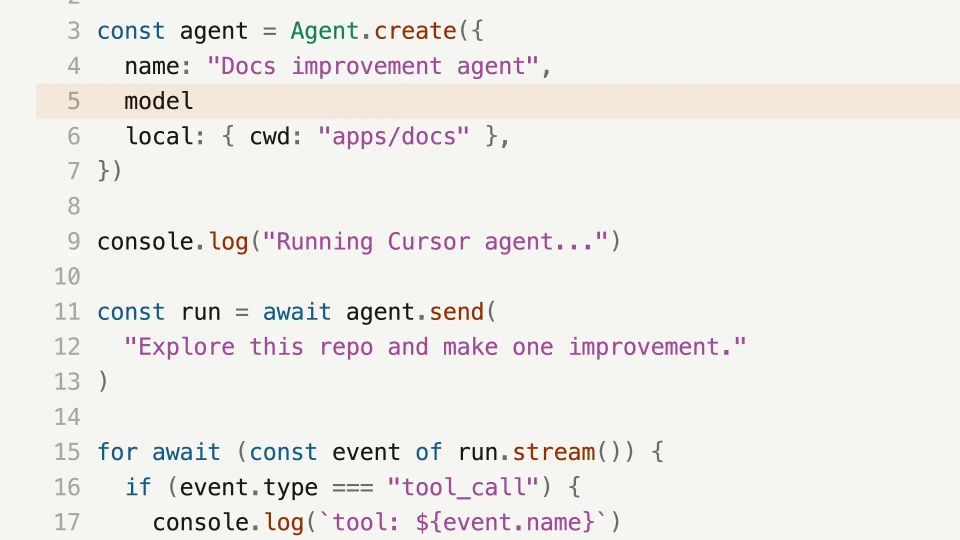 2
3 const agent = Agent.create({
4   name: "Docs improvement agent",
5   model
6   local: { cwd: "apps/docs" },
7 })
8
9 console.log("Running Cursor agent...")
10
11 const run = await agent.send(
12   "Explore this repo and make one improvement."
13 )
14
15 for await (const event of run.stream()) {
16   if (event.type === "tool_call") {
17     console.log(`tool: ${event.name}`)